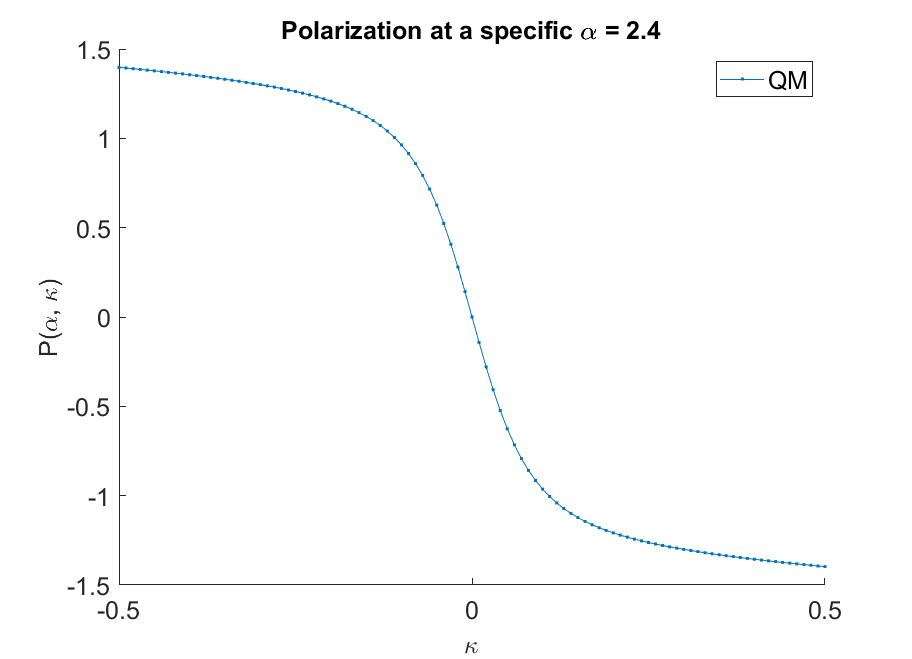 Polarization at a specific α = 2.4
QM
1.5
1
0.5
0
-0.5
-1
-1.5
P(α, κ)
-0.5
0
0.5
κ